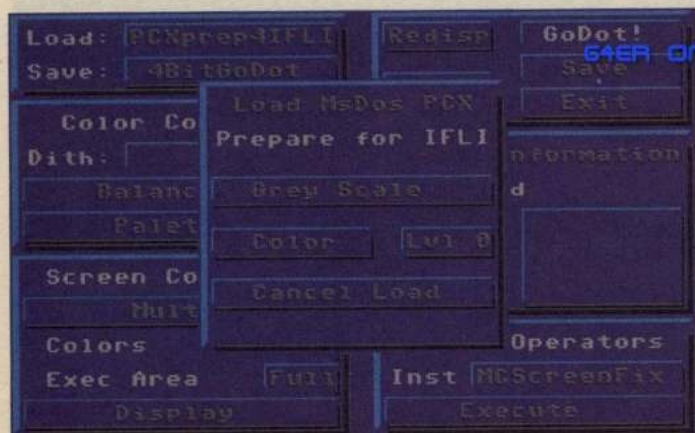 Load: PCXprep4IFLI
Save: 4BitGoDot
Redisp
GoDot!
G4ER ON
Save
Exit
Color Co
Dith:
Balanc
Palet
Load MsDos PCX
Prepare for IFLI
Grey Scale
Color
Lvl 0
Cancel Load
nformation
d
Screen Co
Mult
Colors
Exec Area Full
Display
Operators
Inst MCScreenFix
Execute